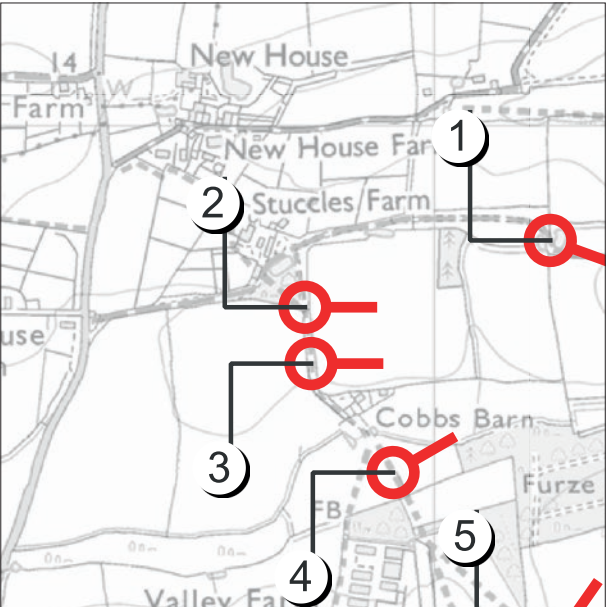 New House
14
W
Farm
1
New House Far
2
Stuccles Farm
use
3
Cobbs Barn
Furze
FB
5
4
Valley Fa